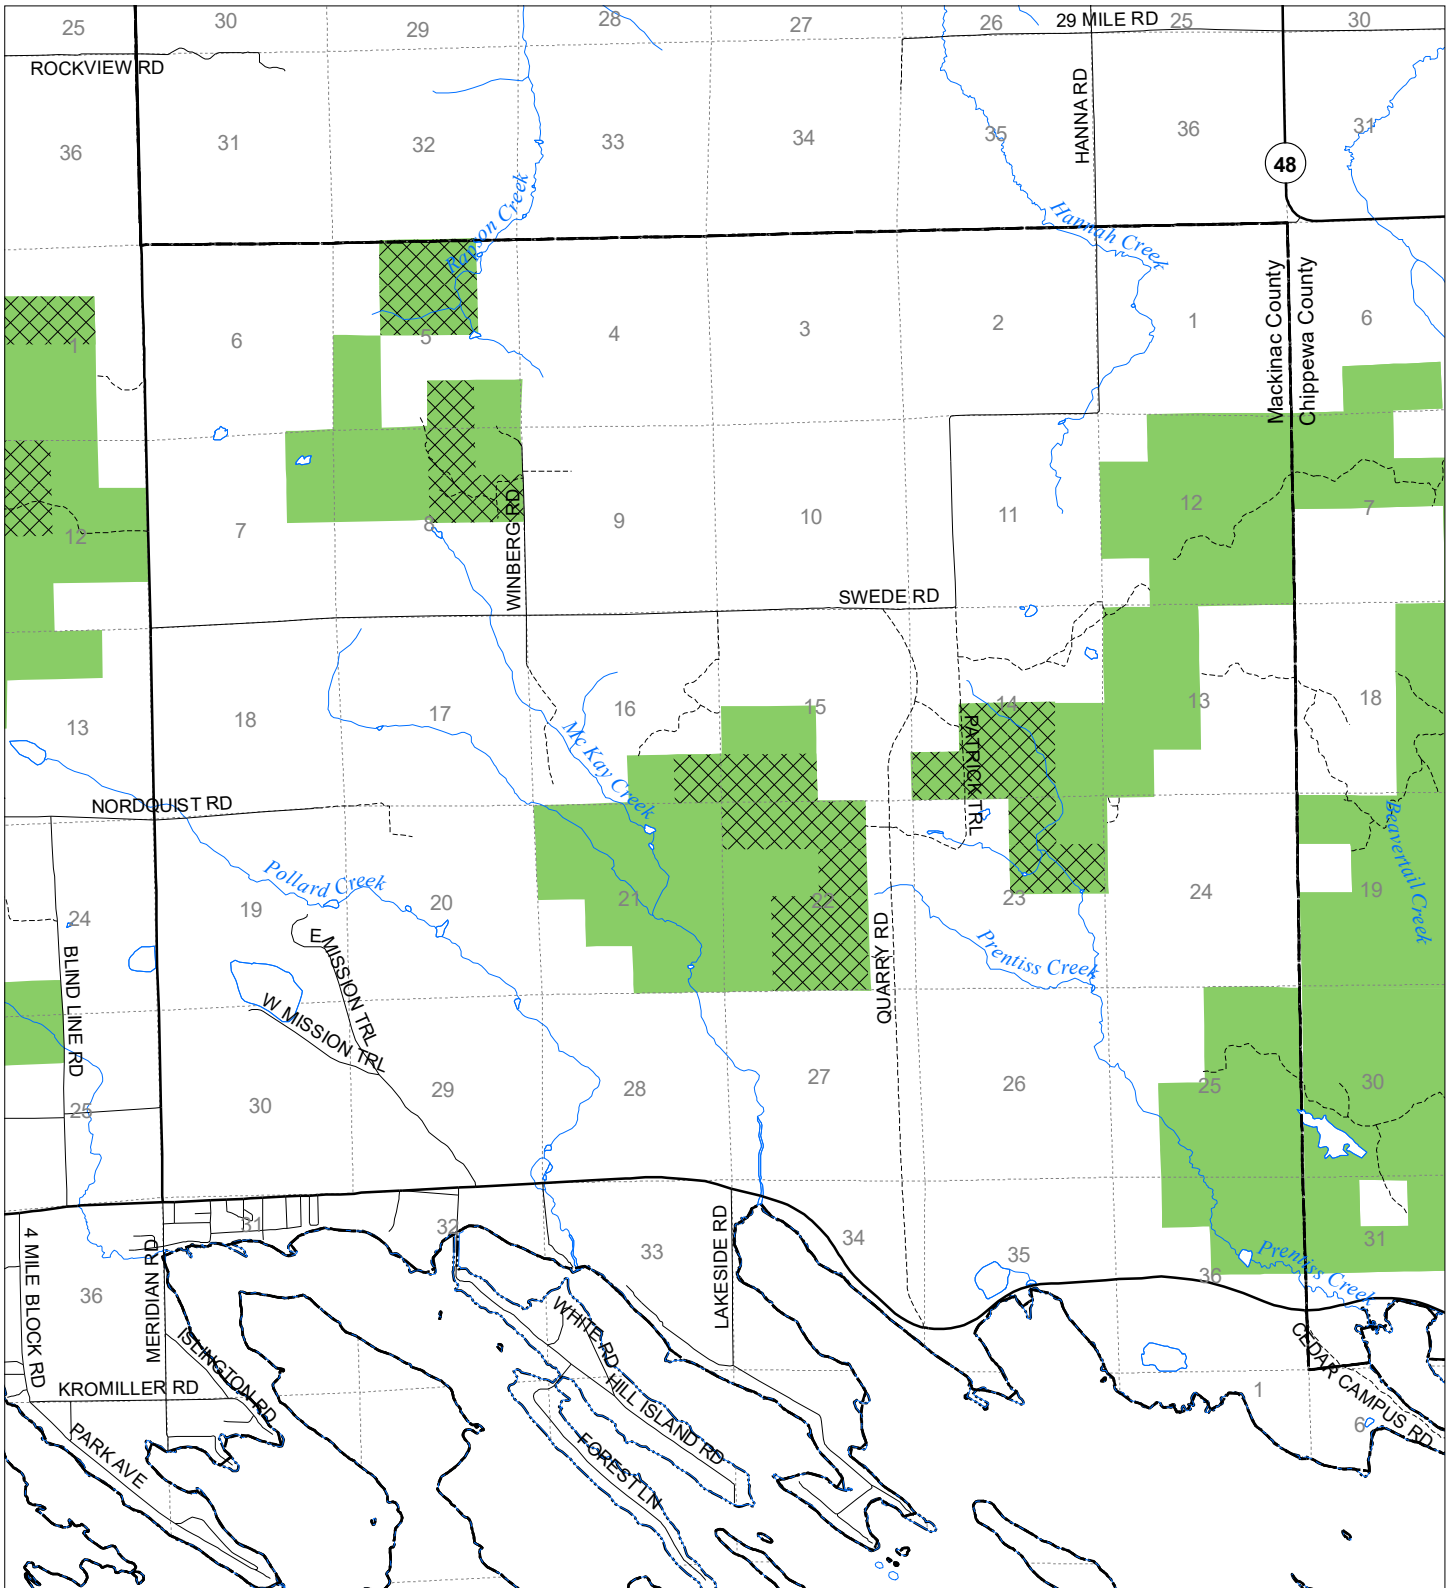 25
30
29
28
27
26
29 MILE RD
25
30
ROCKVIEW RD
36
31
32
33
34
35
HANNA RD
36
31
48
Rapson Creek
Hannah Creek
Mackinac County
Chippewa County
1
6
5
4
3
2
1
6
12
7
8
WINBERG RD
9
10
11
12
7
SWEDE RD
13
18
17
16
15
14
13
18
Mc Kay Creek
PATRICK TRL
NORDQUIST RD
Beavertail Creek
Pollard Creek
24
19
20
21
22
23
24
19
BLIND LINE RD
E MISSION TRL
W MISSION TRL
QUARRY RD
Prentiss Creek
25
30
29
28
27
26
25
30
4 MILE BLOCK RD
36
MERIDIAN RD
31
32
33
LAKESIDE RD
34
35
36
31
Prentiss Creek
ISLINGTON RD
KROMILLER RD
PARK AVE
WHITE RD
HILL ISLAND RD
FOREST LN
1
6
CEDAR CAMPUS RD